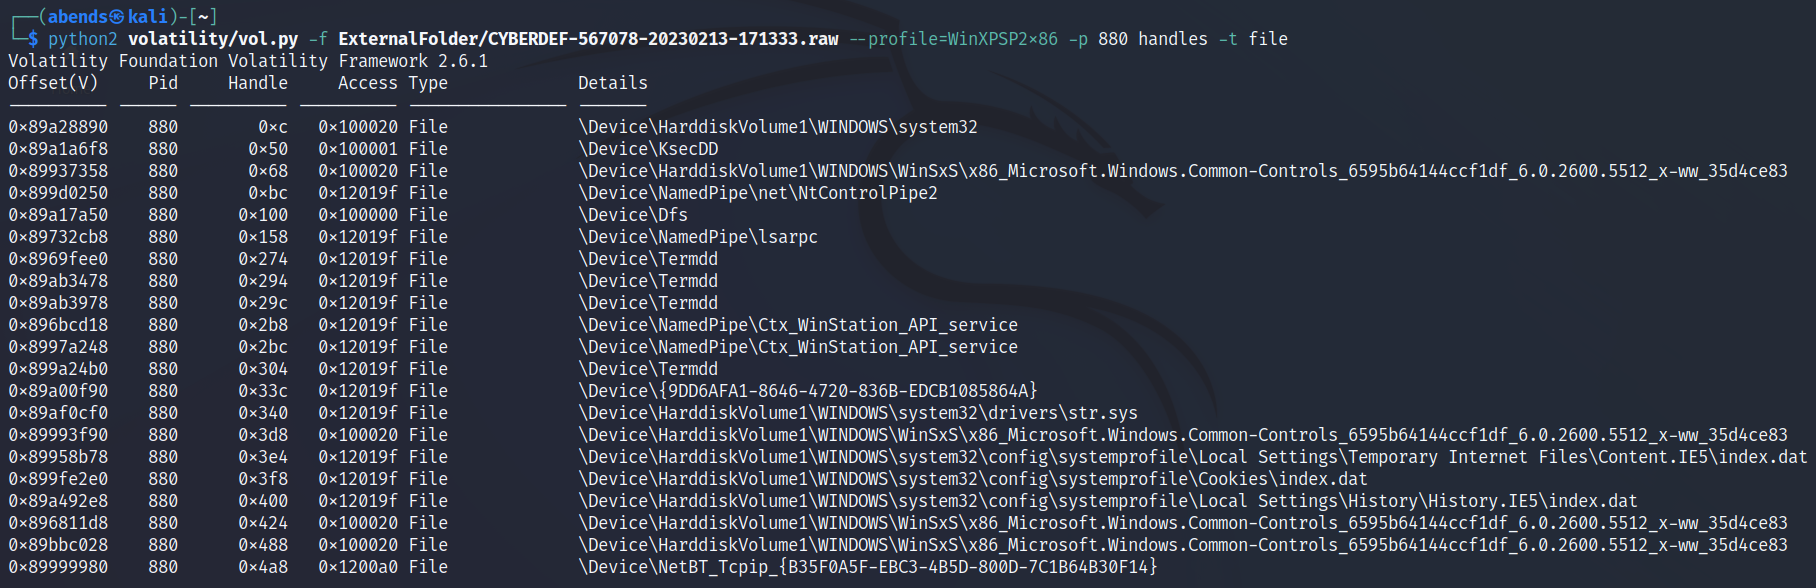 ┌──(abends㉿kali)-[~]
└─$ python2 volatility/vol.py -f ExternalFolder/CYBERDEF-567078-20230213-171333.raw --profile=WinXPSP2x86 -p 880 handles -t file
Volatility Foundation Volatility Framework 2.6.1
Offset(V) Pid Handle Access Type Details
---------- ------ ---------- ---------- ---------------- -------
0x89a28890 880 0xc 0x100020 File \Device\HarddiskVolume1\WINDOWS\system32
0x89a1a6f8 880 0x50 0x100001 File \Device\KsecDD
0x89937358 880 0x68 0x100020 File \Device\HarddiskVolume1\WINDOWS\WinSxS\x86_Microsoft.Windows.Common-Controls_6595b64144ccf1df_6.0.2600.5512_x-ww_35d4ce83
0x899d0250 880 0xbc 0x12019f File \Device\NamedPipe\net\NtControlPipe2
0x89a17a50 880 0x100 0x100000 File \Device\Dfs
0x89732cb8 880 0x158 0x12019f File \Device\NamedPipe\lsarpc
0x8969fee0 880 0x274 0x12019f File \Device\Termdd
0x89ab3478 880 0x294 0x12019f File \Device\Termdd
0x89ab3978 880 0x29c 0x12019f File \Device\Termdd
0x896bcd18 880 0x2b8 0x12019f File \Device\NamedPipe\Ctx_WinStation_API_service
0x8997a248 880 0x2bc 0x12019f File \Device\NamedPipe\Ctx_WinStation_API_service
0x899a24b0 880 0x304 0x12019f File \Device\Termdd
0x89a00f90 880 0x33c 0x12019f File \Device\{9DD6AFA1-8646-4720-836B-EDCB1085864A}
0x89af0cf0 880 0x340 0x12019f File \Device\HarddiskVolume1\WINDOWS\system32\drivers\str.sys
0x89993f90 880 0x3d8 0x100020 File \Device\HarddiskVolume1\WINDOWS\WinSxS\x86_Microsoft.Windows.Common-Controls_6595b64144ccf1df_6.0.2600.5512_x-ww_35d4ce83
0x89958b78 880 0x3e4 0x12019f File \Device\HarddiskVolume1\WINDOWS\system32\config\systemprofile\Local Settings\Temporary Internet Files\Content.IE5\index.dat
0x899fe2e0 880 0x3f8 0x12019f File \Device\HarddiskVolume1\WINDOWS\system32\config\systemprofile\Cookies\index.dat
0x89a492e8 880 0x400 0x12019f File \Device\HarddiskVolume1\WINDOWS\system32\config\systemprofile\Local Settings\History\History.IE5\index.dat
0x896811d8 880 0x424 0x100020 File \Device\HarddiskVolume1\WINDOWS\WinSxS\x86_Microsoft.Windows.Common-Controls_6595b64144ccf1df_6.0.2600.5512_x-ww_35d4ce83
0x89bbc028 880 0x488 0x100020 File \Device\HarddiskVolume1\WINDOWS\WinSxS\x86_Microsoft.Windows.Common-Controls_6595b64144ccf1df_6.0.2600.5512_x-ww_35d4ce83
0x89999980 880 0x4a8 0x1200a0 File \Device\NetBT_Tcpip_{B35F0A5F-EBC3-4B5D-800D-7C1B64B30F14}